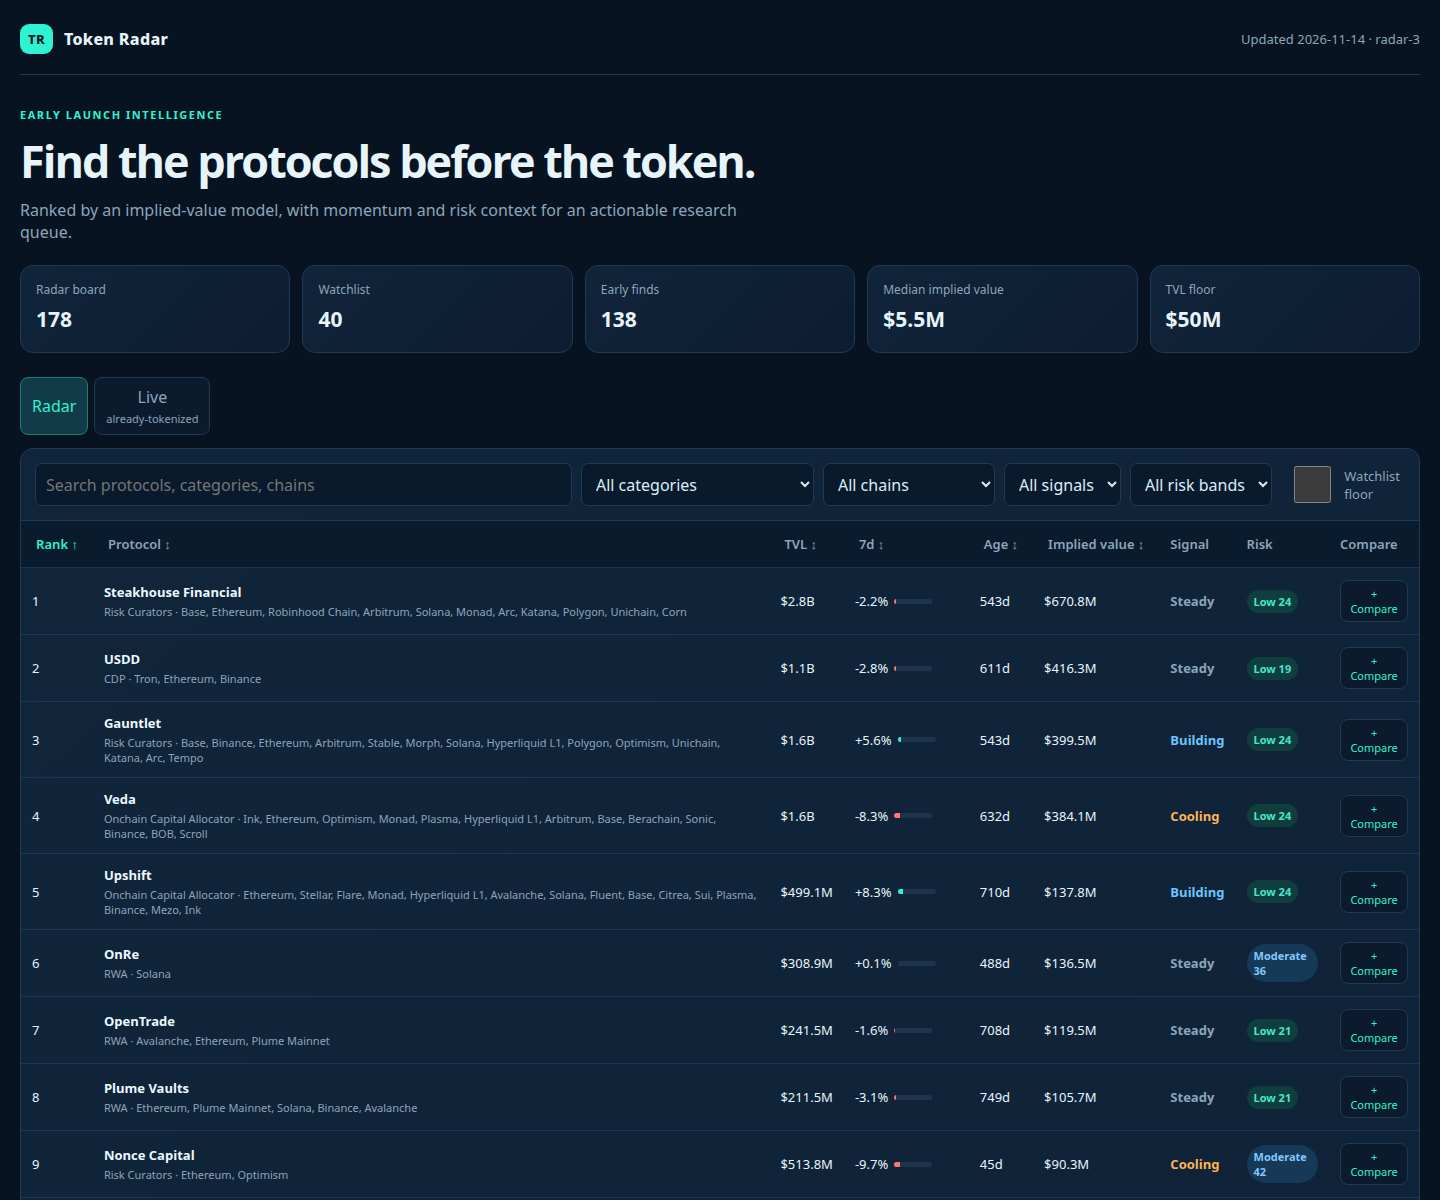 TR Token Radar
Updated 2026-11-14 · radar-3
EARLY LAUNCH INTELLIGENCE
Find the protocols before the token.
Ranked by an implied-value model, with momentum and risk context for an actionable research
queue.
Radar board
178
Watchlist
40
Early finds
138
Median implied value
$5.5M
TVL floor
$50M
Radar
Live
already-tokenized
Search protocols, categories, chains
All categories
All chains
All signals
All risk bands
Watchlist
floor
Rank ↑ Protocol ↕ TVL ↕ 7d ↕ Age ↕ Implied value ↕ Signal Risk Compare
1
Steakhouse Financial
Risk Curators · Base, Ethereum, Robinhood Chain, Arbitrum, Solana, Monad, Arc, Katana, Polygon, Unichain, Corn
$2.8B -2.2% 543d $670.8M Steady Low 24
+
Compare
2
USDD
CDP · Tron, Ethereum, Binance
$1.1B -2.8% 611d $416.3M Steady Low 19
+
Compare
3
Gauntlet
Risk Curators · Base, Binance, Ethereum, Arbitrum, Stable, Morph, Solana, Hyperliquid L1, Polygon, Optimism, Unichain,
Katana, Arc, Tempo
$1.6B +5.6% 543d $399.5M Building Low 24
+
Compare
4
Veda
Onchain Capital Allocator · Ink, Ethereum, Optimism, Monad, Plasma, Hyperliquid L1, Arbitrum, Base, Berachain, Sonic,
Binance, BOB, Scroll
$1.6B -8.3% 632d $384.1M Cooling Low 24
+
Compare
5
Upshift
Onchain Capital Allocator · Ethereum, Stellar, Flare, Monad, Hyperliquid L1, Avalanche, Solana, Fluent, Base, Citrea, Sui, Plasma,
Binance, Mezo, Ink
$499.1M +8.3% 710d $137.8M Building Low 24
+
Compare
6
OnRe
RWA · Solana
$308.9M +0.1% 488d $136.5M Steady
Moderate
36
+
Compare
7
OpenTrade
RWA · Avalanche, Ethereum, Plume Mainnet
$241.5M -1.6% 708d $119.5M Steady Low 21
+
Compare
8
Plume Vaults
RWA · Ethereum, Plume Mainnet, Solana, Binance, Avalanche
$211.5M -3.1% 749d $105.7M Steady Low 21
+
Compare
9
Nonce Capital
Risk Curators · Ethereum, Optimism
$513.8M -9.7% 45d $90.3M Cooling
Moderate
42
+
Compare